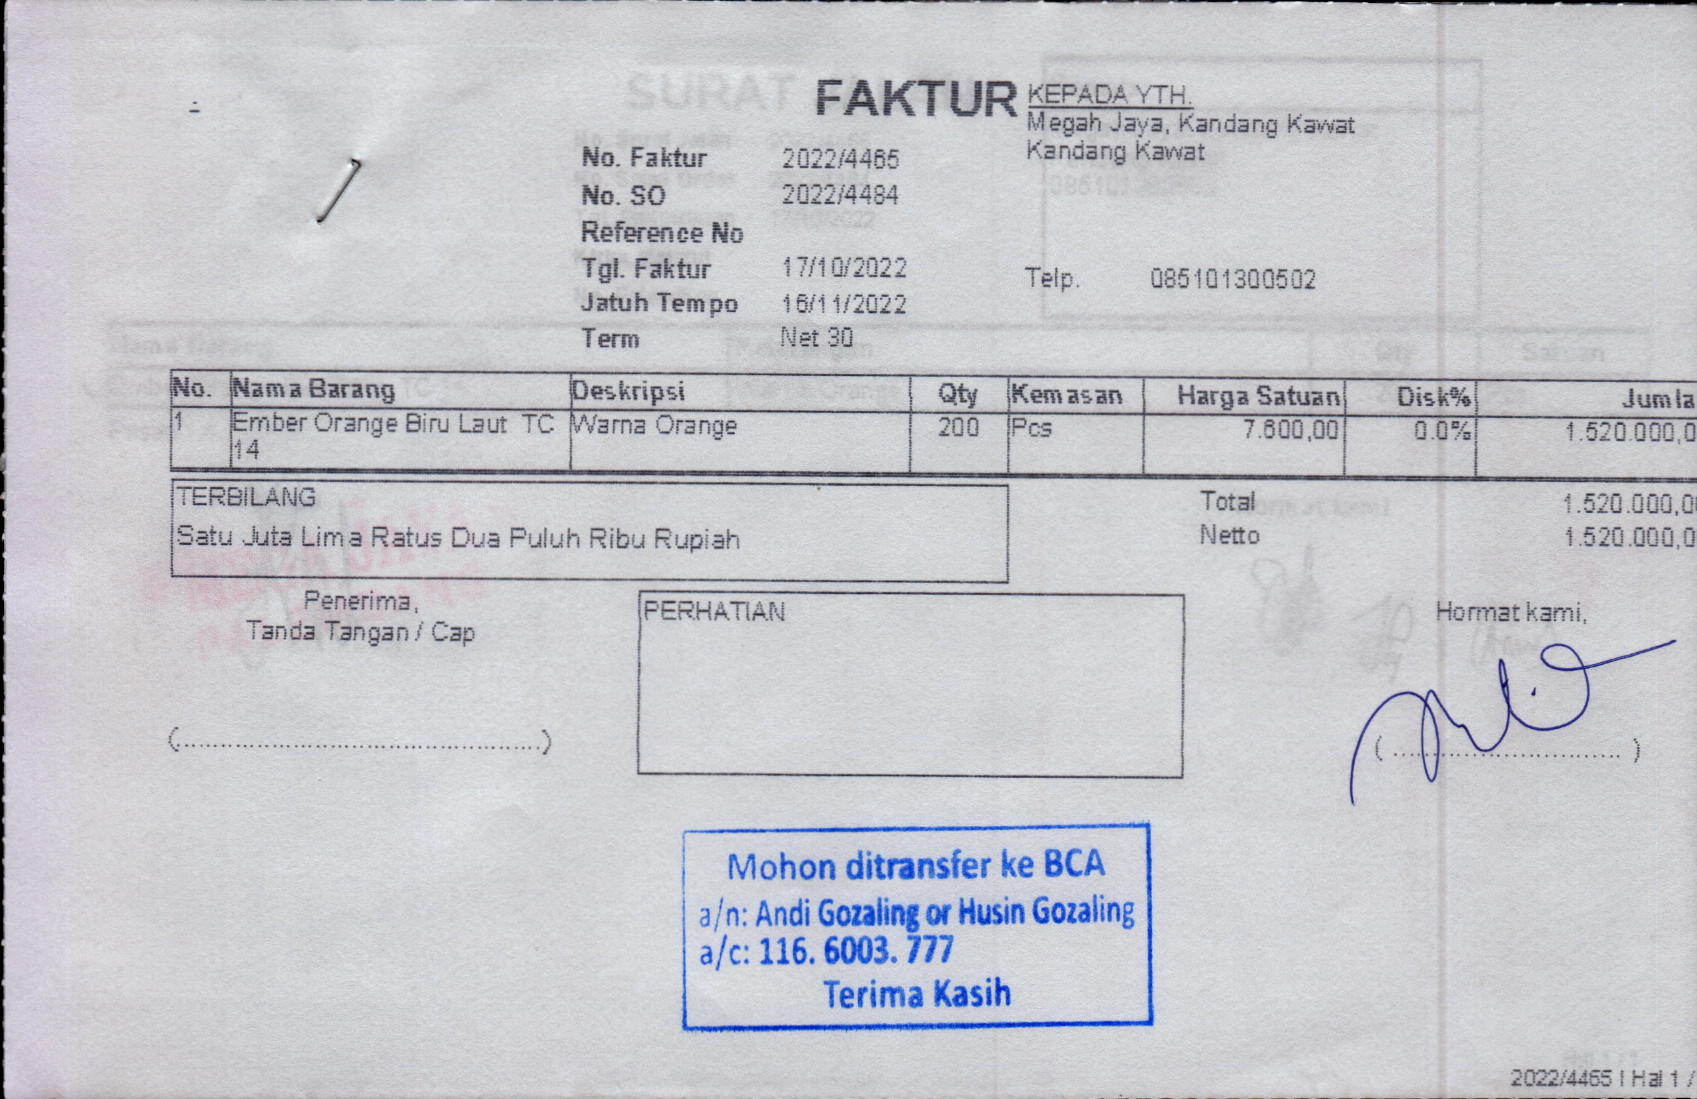 FAKTUR
KEPADA YTH.
Megah Jaya, Kandang Kawat
Kandang Kawat
No. Faktur 2022/4465
No. SO 2022/4484
Reference No
Tgl. Faktur 17/10/2022
Telp. 085101300502
Jatuh Tempo 16/11/2022
Term Net 30
No. Nama Barang Deskripsi Qty Kemasan Harga Satuan Disk% Jumla
1 Ember Orange Biru Laut TC Warna Orange 200 Pcs 7.600,00 0.0% 1.520.000,0
14
TERBILANG
Satu Juta Lima Ratus Dua Puluh Ribu Rupiah
Total 1.520.000,0
Netto 1.520.000,0
Penerima,
Tanda Tangan / Cap
PERHATIAN
Hormat kami,
(..............................................)
( .............................. )
Mohon ditransfer ke BCA
a/n: Andi Gozaling or Husin Gozaling
a/c: 116. 6003. 777
Terima Kasih
2022/4465 | Hal 1 /